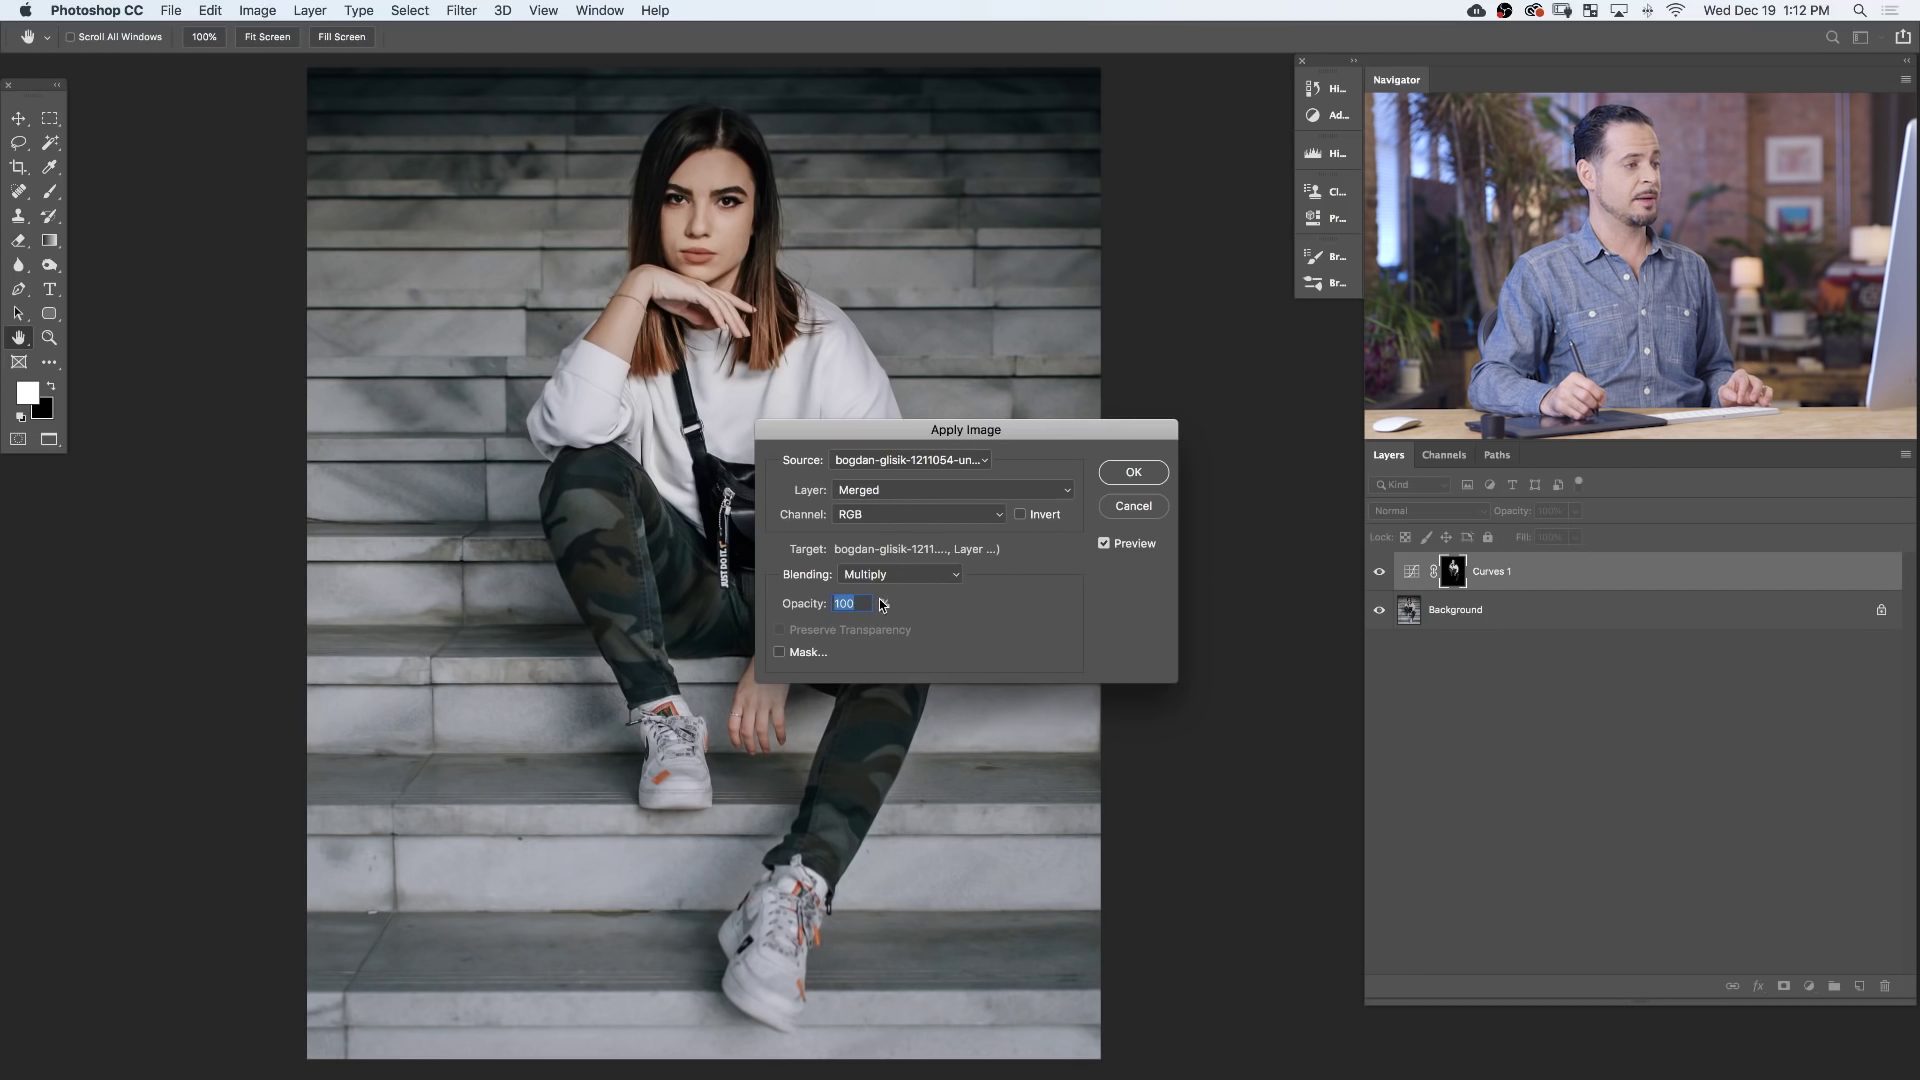 Photoshop CC File Edit Image Layer Type Select Filter 3D View Window Help Wed Dec 19 1:12 PM
Scroll All Windows 100% Fit Screen Fill Screen
Navigator
Hi...
Ad...
Hi...
Cl...
Pr...
Br...
Br...
JUST DO IT.
Apply Image
Source: bogdan-glisik-1211054-un...
OK
Layer: Merged
Cancel
Channel: RGB Invert
Preview
Target: bogdan-glisik-1211...., Layer ...)
Blending: Multiply
Opacity: 100
Preserve Transparency
Mask...
Layers Channels Paths
Kind
Normal Opacity: 100%
Lock: Fill: 100%
Curves 1
Background
fx